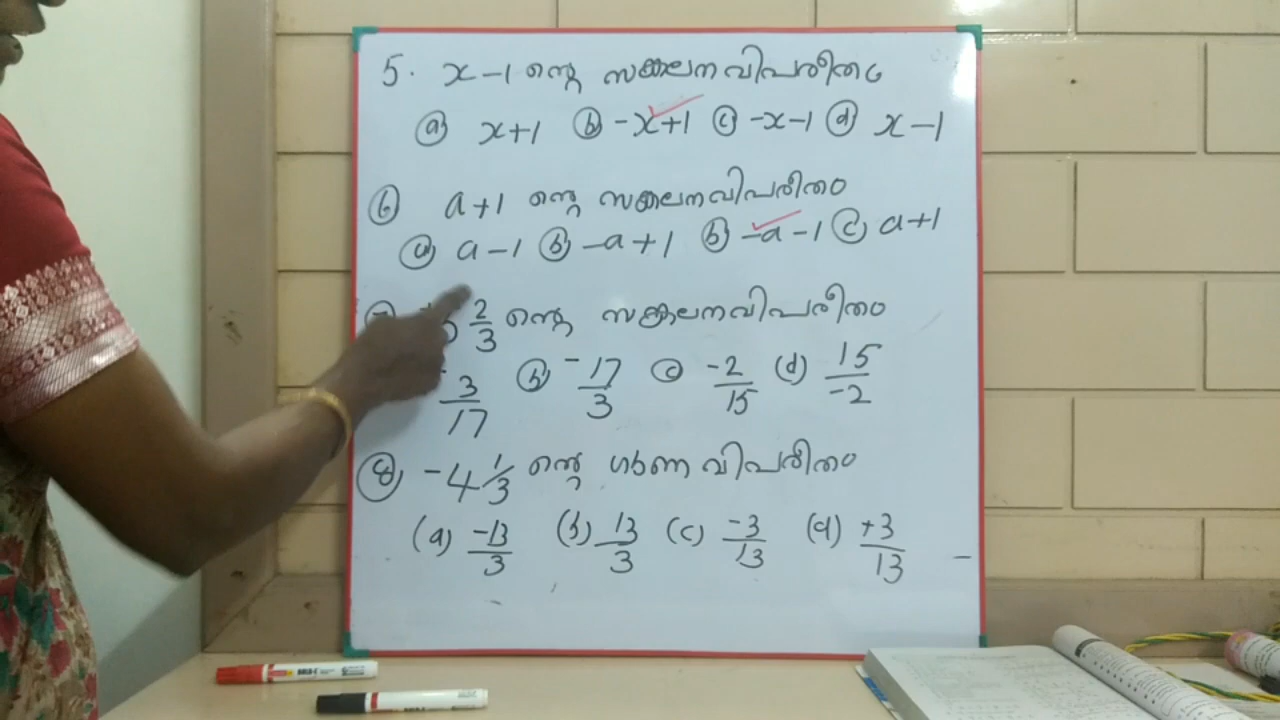 5. x-1 ന്റെ സങ്കലനവിപരീതം
(a) x+1 (b) -x+1 (c) -x-1 (d) x-1
6 a+1 ന്റെ സങ്കലനവിപരീതം
(a) a-1 (b) -a+1 (b) -a-1 (c) a+1
2/3 ന്റെ സങ്കലനവിപരീതം
3/17 (b) -17/3 (c) -2/15 (d) 15/-2
8 -4 1/3 ന്റെ ഗുണന വിപരീതം
(a) -13/3 (b) 13/3 (c) -3/13 (d) +3/13